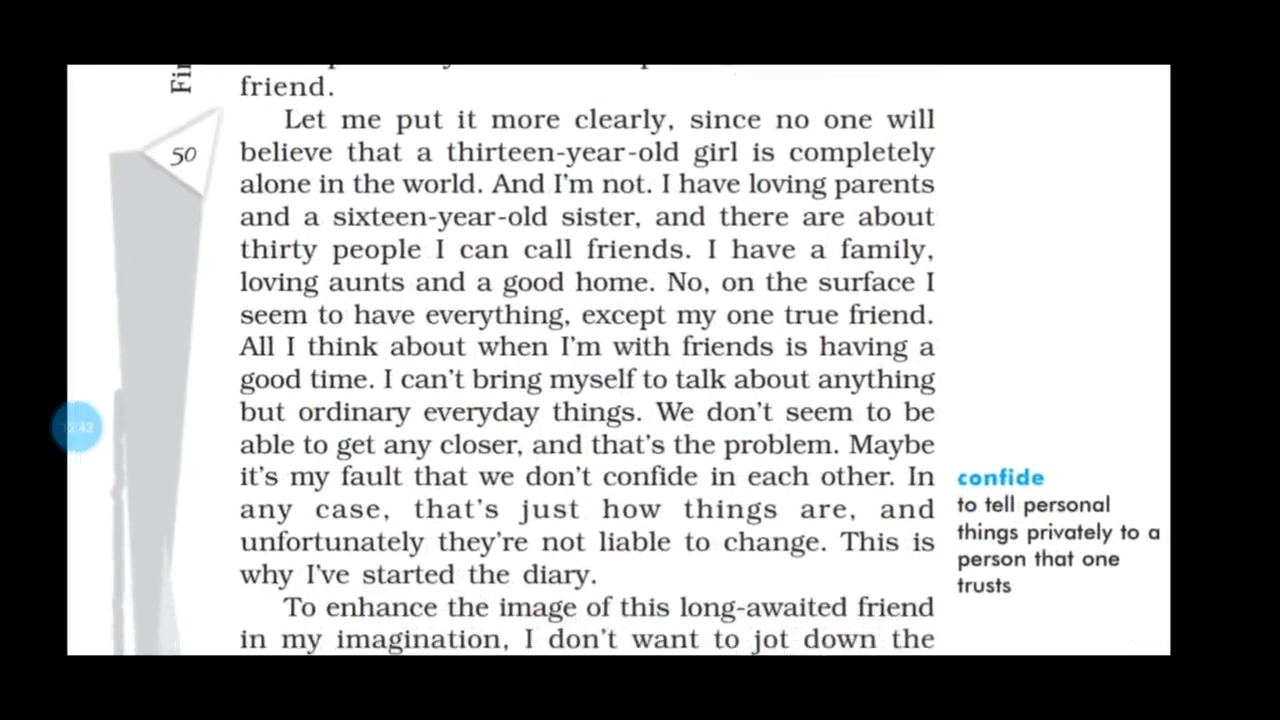 Fi
friend.
Let me put it more clearly, since no one will
50
believe that a thirteen-year-old girl is completely
alone in the world. And I'm not. I have loving parents
and a sixteen-year-old sister, and there are about
thirty people I can call friends. I have a family,
loving aunts and a good home. No, on the surface I
seem to have everything, except my one true friend.
All I think about when I'm with friends is having a
good time. I can't bring myself to talk about anything
but ordinary everyday things. We don't seem to be
able to get any closer, and that's the problem. Maybe
it's my fault that we don't confide in each other. In
any case, that's just how things are, and
unfortunately they're not liable to change. This is
why I've started the diary.
To enhance the image of this long-awaited friend
in my imagination, I don't want to jot down the
confide
to tell personal
things privately to a
person that one
trusts